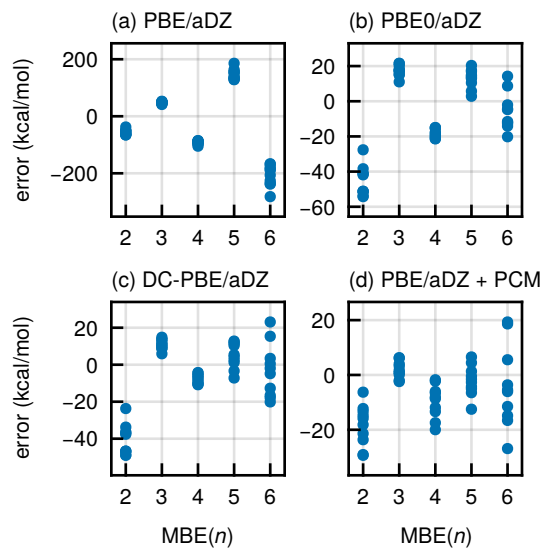 (a) PBE/aDZ
(b) PBE0/aDZ
error (kcal/mol)
200
0
−200
2 3 4 5 6
20
0
−20
−40
−60
2 3 4 5 6
(c) DC-PBE/aDZ
(d) PBE/aDZ + PCM
error (kcal/mol)
20
0
−20
−40
2 3 4 5 6
MBE(n)
20
0
−20
2 3 4 5 6
MBE(n)